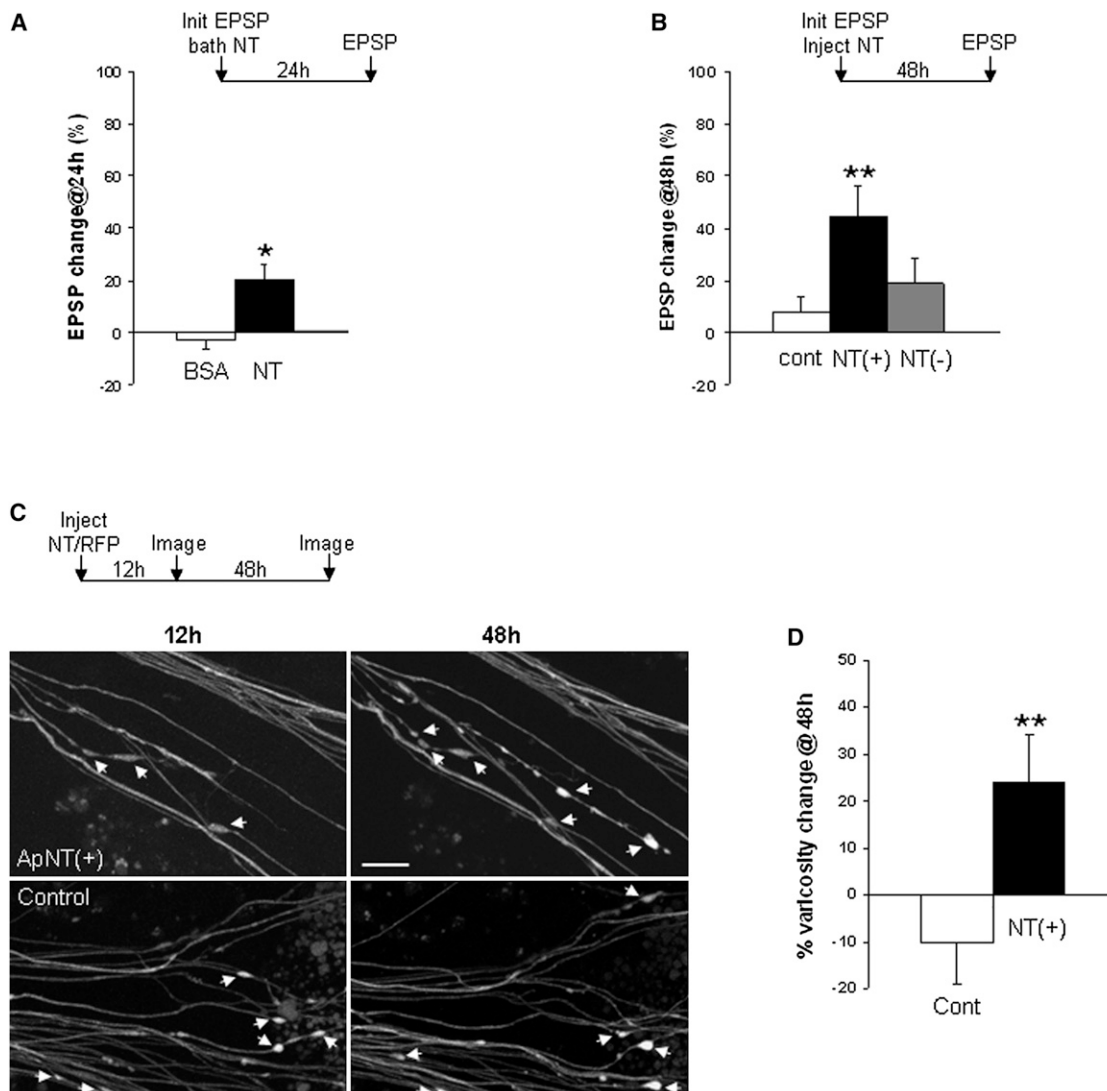 A
Init EPSP
bath NT
EPSP
24h
EPSP change@24h (%)
100
80
60
40
20
0
-20
*
BSA
NT
B
Init EPSP
Inject NT
EPSP
48h
EPSP change @48h (%)
100
80
60
40
20
0
-20
**
cont
NT(+)
NT(-)
C
Inject
NT/RFP
Image
Image
12h
48h
12h
48h
ApNT(+)
Control
D
% varicosity change @ 48h
50
40
30
20
10
0
-10
-20
**
NT(+)
Cont